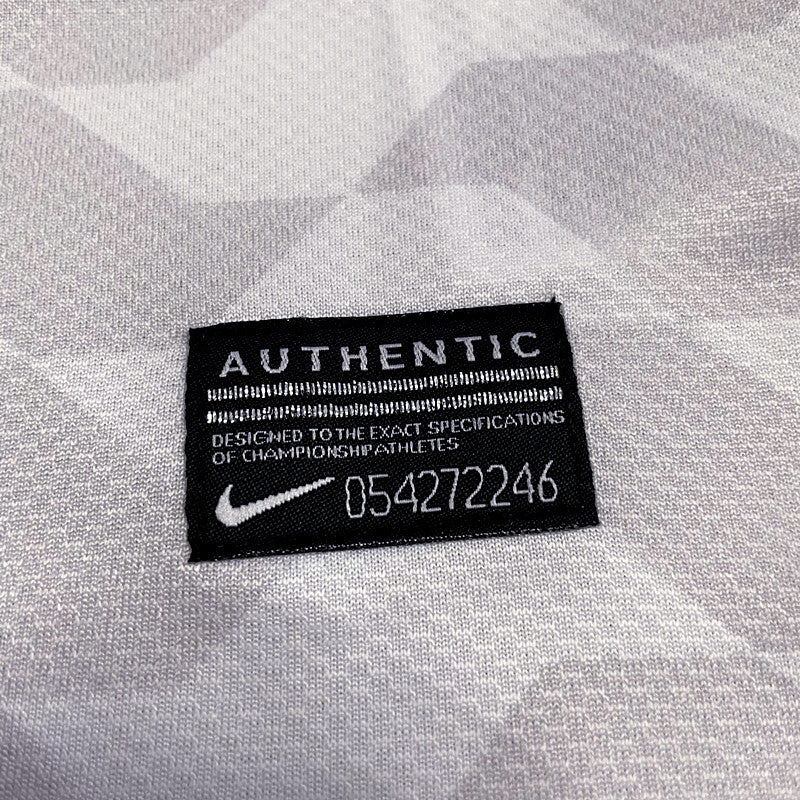 AUTHENTIC
DESIGNED TO THE EXACT SPECIFICATIONS
OF CHAMPIONSHIP ATHLETES
054272246